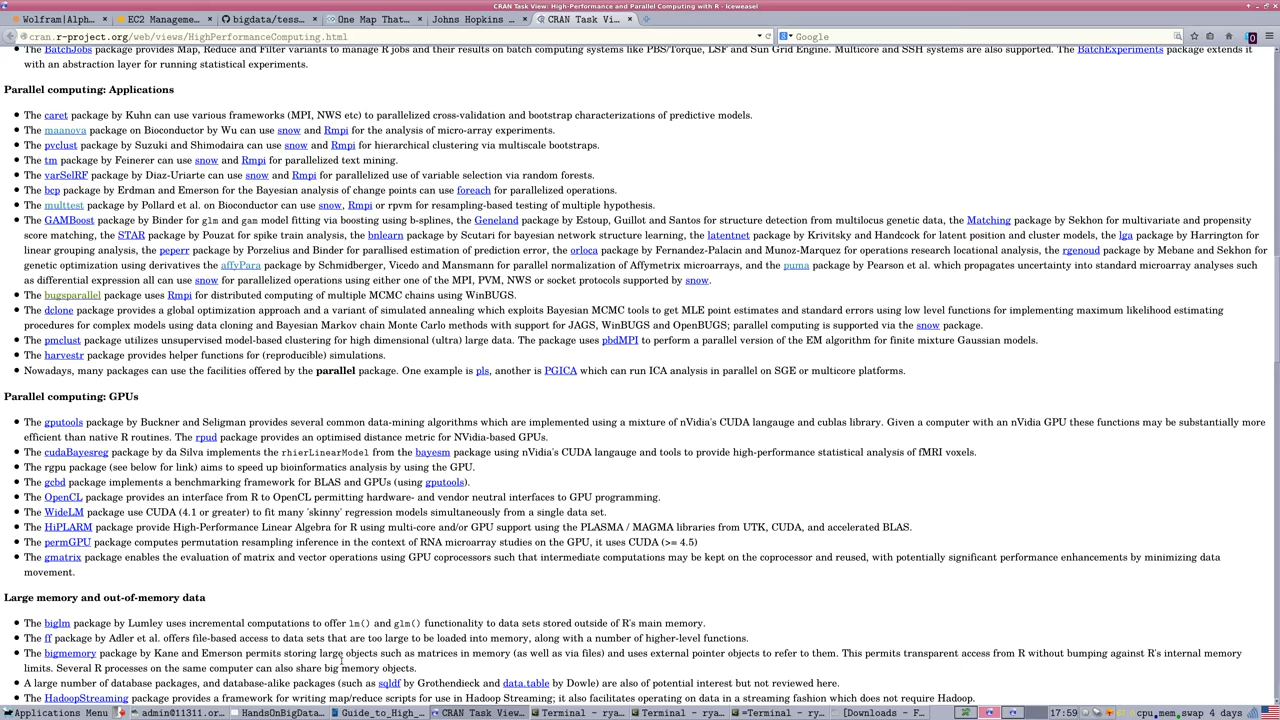 CRAN Task View: High-Performance and Parallel Computing with R - Iceweasel
Wolfram|Alpha... EC2 Manageme... bigdata/tess... One Map That... Johns Hopkins ... CRAN Task Vi...
cran.r-project.org/web/views/HighPerformanceComputing.html Google
The BatchJobs package provides Map, Reduce and Filter variants to manage R jobs and their results on batch computing systems like PBS/Torque, LSF and Sun Grid Engine. Multicore and SSH systems are also supported. The BatchExperiments package extends it
with an abstraction layer for running statistical experiments.
Parallel computing: Applications
The caret package by Kuhn can use various frameworks (MPI, NWS etc) to parallelized cross-validation and bootstrap characterizations of predictive models.
The maanova package on Bioconductor by Wu can use snow and Rmpi for the analysis of micro-array experiments.
The pvclust package by Suzuki and Shimodaira can use snow and Rmpi for hierarchical clustering via multiscale bootstraps.
The tm package by Feinerer can use snow and Rmpi for parallelized text mining.
The varSelRF package by Diaz-Uriarte can use snow and Rmpi for parallelized use of variable selection via random forests.
The bcp package by Erdman and Emerson for the Bayesian analysis of change points can use foreach for parallelized operations.
The multtest package by Pollard et al. on Bioconductor can use snow, Rmpi or rpvm for resampling-based testing of multiple hypothesis.
The GAMBoost package by Binder for glm and gam model fitting via boosting using b-splines, the Geneland package by Estoup, Guillot and Santos for structure detection from multilocus genetic data, the Matching package by Sekhon for multivariate and propensity
score matching, the STAR package by Pouzat for spike train analysis, the bnlearn package by Scutari for bayesian network structure learning, the latentnet package by Krivitsky and Handcock for latent position and cluster models, the lga package by Harrington for
linear grouping analysis, the peperr package by Porzelius and Binder for parallised estimation of prediction error, the orloca package by Fernandez-Palacin and Munoz-Marquez for operations research locational analysis, the rgenoud package by Mebane and Sekhon for
genetic optimization using derivatives the affyPara package by Schmidberger, Vicedo and Mansmann for parallel normalization of Affymetrix microarrays, and the puma package by Pearson et al. which propagates uncertainty into standard microarray analyses such
as differential expression all can use snow for parallelized operations using either one of the MPI, PVM, NWS or socket protocols supported by snow.
The bugsparallel package uses Rmpi for distributed computing of multiple MCMC chains using WinBUGS.
The dclone package provides a global optimization approach and a variant of simulated annealing which exploits Bayesian MCMC tools to get MLE point estimates and standard errors using low level functions for implementing maximum likelihood estimating
procedures for complex models using data cloning and Bayesian Markov chain Monte Carlo methods with support for JAGS, WinBUGS and OpenBUGS; parallel computing is supported via the snow package.
The pmclust package utilizes unsupervised model-based clustering for high dimensional (ultra) large data. The package uses pbdMPI to perform a parallel version of the EM algorithm for finite mixture Gaussian models.
The harvestr package provides helper functions for (reproducible) simulations.
Nowadays, many packages can use the facilities offered by the parallel package. One example is pls, another is PGICA which can run ICA analysis in parallel on SGE or multicore platforms.
Parallel computing: GPUs
The gputools package by Buckner and Seligman provides several common data-mining algorithms which are implemented using a mixture of nVidia's CUDA langauge and cublas library. Given a computer with an nVidia GPU these functions may be substantially more
efficient than native R routines. The rpud package provides an optimised distance metric for NVidia-based GPUs.
The cudaBayesreg package by da Silva implements the rhierLinearModel from the bayesm package using nVidia's CUDA langauge and tools to provide high-performance statistical analysis of fMRI voxels.
The rgpu package (see below for link) aims to speed up bioinformatics analysis by using the GPU.
The gcbd package implements a benchmarking framework for BLAS and GPUs (using gputools).
The OpenCL package provides an interface from R to OpenCL permitting hardware- and vendor neutral interfaces to GPU programming.
The WideLM package use CUDA (4.1 or greater) to fit many 'skinny' regression models simultaneously from a single data set.
The HiPLARM package provide High-Performance Linear Algebra for R using multi-core and/or GPU support using the PLASMA / MAGMA libraries from UTK, CUDA, and accelerated BLAS.
The permGPU package computes permutation resampling inference in the context of RNA microarray studies on the GPU, it uses CUDA (>= 4.5)
The gmatrix package enables the evaluation of matrix and vector operations using GPU coprocessors such that intermediate computations may be kept on the coprocessor and reused, with potentially significant performance enhancements by minimizing data
movement.
Large memory and out-of-memory data
The biglm package by Lumley uses incremental computations to offer lm() and glm() functionality to data sets stored outside of R's main memory.
The ff package by Adler et al. offers file-based access to data sets that are too large to be loaded into memory, along with a number of higher-level functions.
The bigmemory package by Kane and Emerson permits storing large objects such as matrices in memory (as well as via files) and uses external pointer objects to refer to them. This permits transparent access from R without bumping against R's internal memory
limits. Several R processes on the same computer can also share big memory objects.
A large number of database packages, and database-alike packages (such as sqldf by Grothendieck and data.table by Dowle) are also of potential interest but not reviewed here.
The HadoopStreaming package provides a framework for writing map/reduce scripts for use in Hadoop Streaming; it also facilitates operating on data in a streaming fashion which does not require Hadoop.
Applications Menu admin@11311.or... HandsOnBigData... Guide_to_High_... CRAN Task View... Terminal - rya... Terminal - rya... =Terminal - ry... [Downloads - F... 17:59 cpu mem swap 4 days